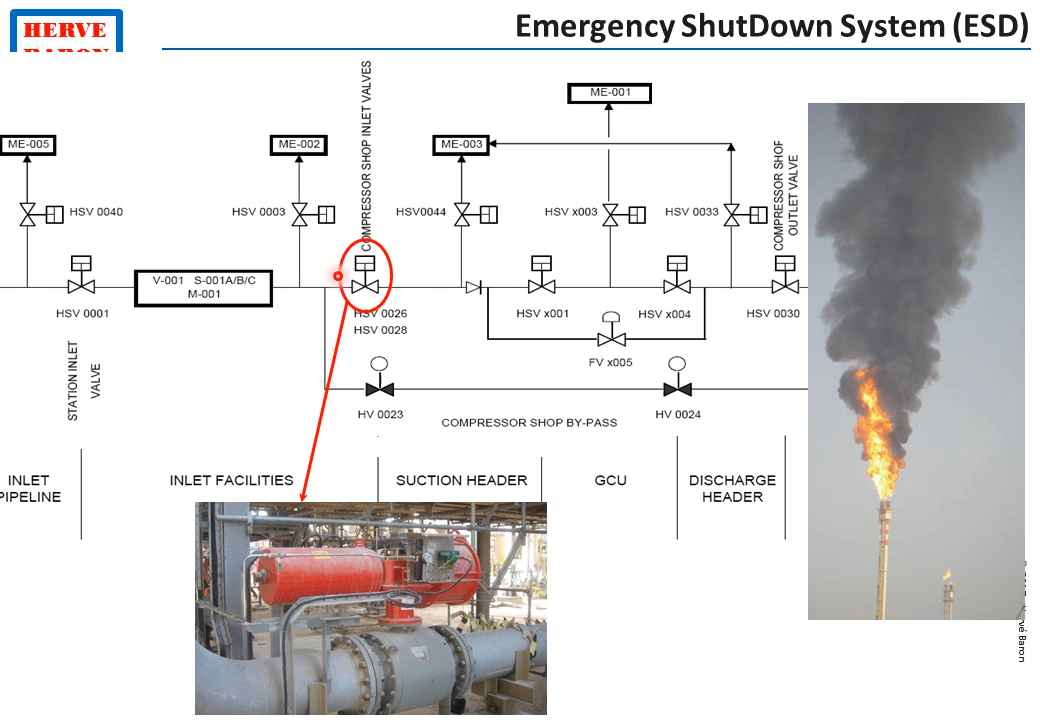 HERVE
BARON
Emergency ShutDown System (ESD)
COMPRESSOR SHOP INLET VALVES
ME-001
ME-005
ME-002
ME-003
COMPRESSOR SHOF
OUTLET VALVE
HSV 0040
HSV 0003
HSV0044
HSV x003
HSV 0033
V-001 S-001A/B/C
M-001
HSV 0001
HSV 0026
HSV 0028
HSV x001
HSV x004
HSV 0030
FV x005
STATION INLET
VALVE
HV 0023
HV 0024
COMPRESSOR SHOP BY-PASS
INLET
PIPELINE
INLET FACILITIES
SUCTION HEADER
GCU
DISCHARGE
HEADER
Baron